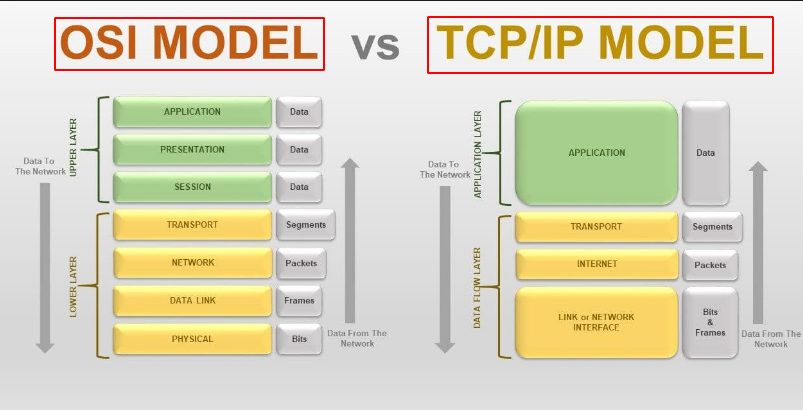 OSI MODEL vs TCP/IP MODEL
UPPER LAYER
APPLICATION Data
PRESENTATION Data
SESSION Data
Data To
The Network
LOWER LAYER
TRANSPORT Segments
NETWORK Packets
DATA LINK Frames
PHYSICAL Bits
Data From The
Network
APPLICATION LAYER
APPLICATION Data
Data To
The Network
DATA FLOW LAYER
TRANSPORT Segments
INTERNET Packets
LINK or NETWORK
INTERFACE
Bits
&
Frames
Data From The
Network